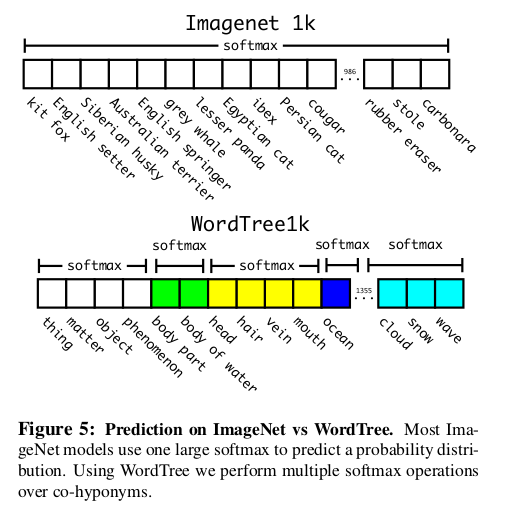 Imagenet 1k
softmax
986
kit fox
English setter
Siberian husky
Australian terrier
English springer
grey whale
lesser panda
Egyptian cat
ibex
Persian cat
cougar
rubber eraser
stole
carbonara
WordTree1k
softmax
softmax
softmax
softmax
softmax
1355
thing
matter
object
phenomenon
body part
body of water
head
hair
vein
mouth
ocean
cloud
snow
wave
Figure 5: Prediction on ImageNet vs WordTree. Most Ima-
geNet models use one large softmax to predict a probability distri-
bution. Using WordTree we perform multiple softmax operations
over co-hyponyms.